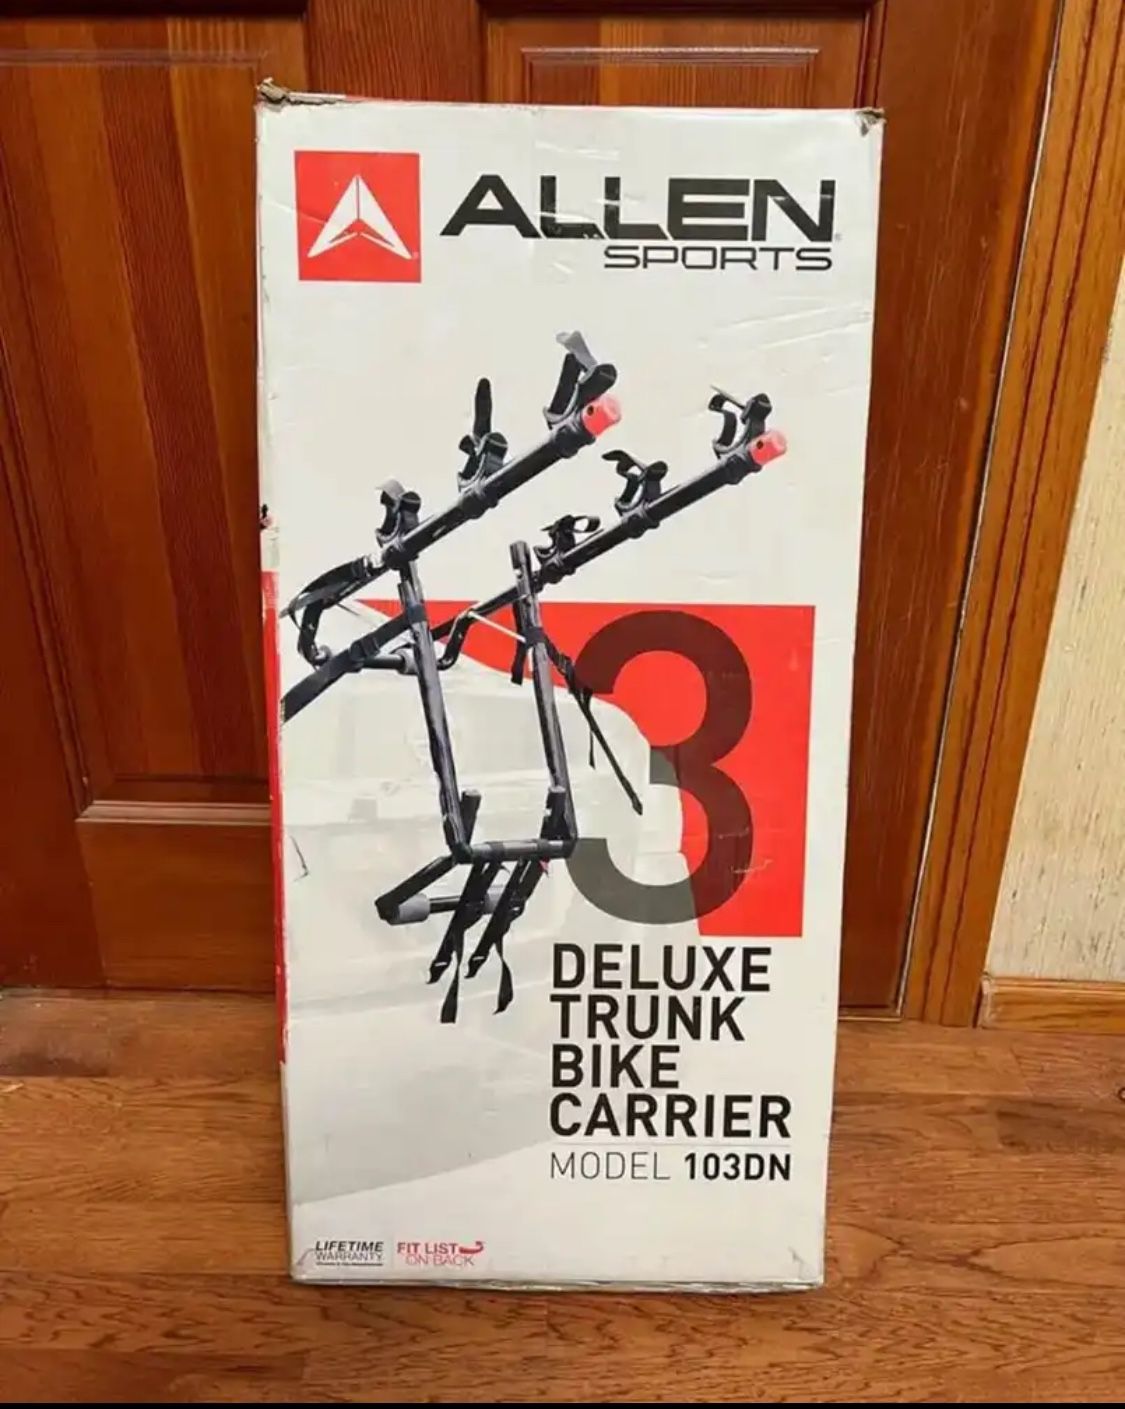 ALLEN
SPORTS
3
DELUXE
TRUNK
BIKE
CARRIER
MODEL 103DN
LIFETIME
WARRANTY
FIT LIST
ON BACK